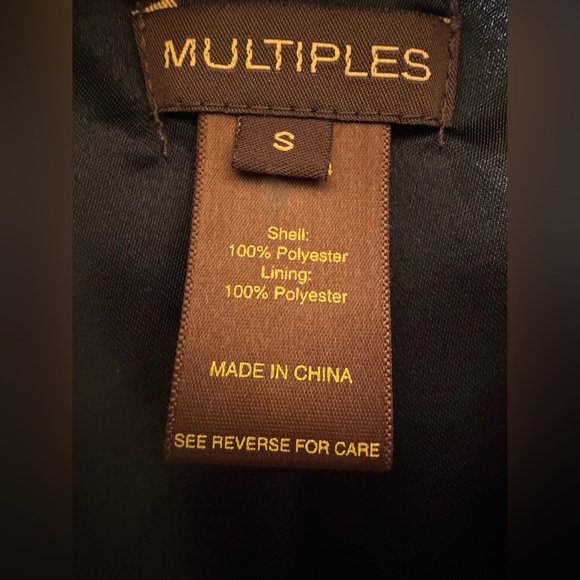 MULTIPLES
S
Shell:
100% Polyester
Lining:
100% Polyester
MADE IN CHINA
SEE REVERSE FOR CARE